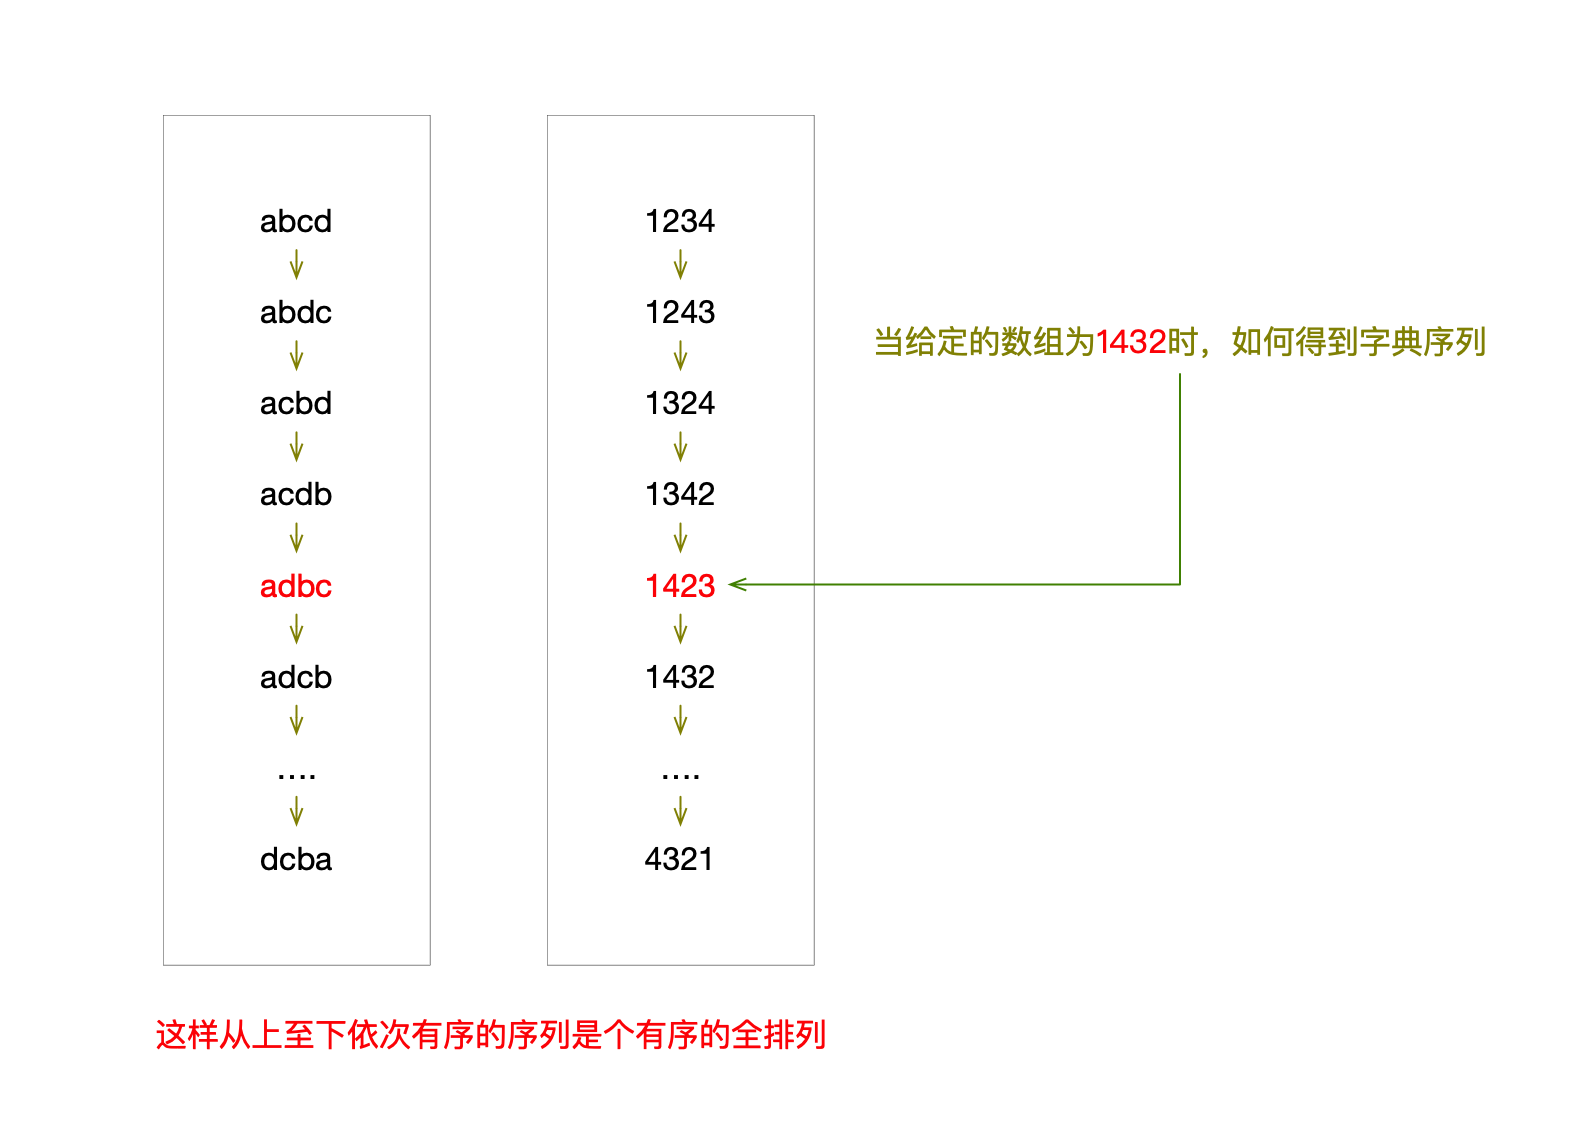 abcd
abdc
acbd
acdb
adbc
adcb
....
dcba
1234
1243
1324
1342
1423
1432
....
4321
当给定的数组为1432时，如何得到字典序列
这样从上至下依次有序的序列是个有序的全排列